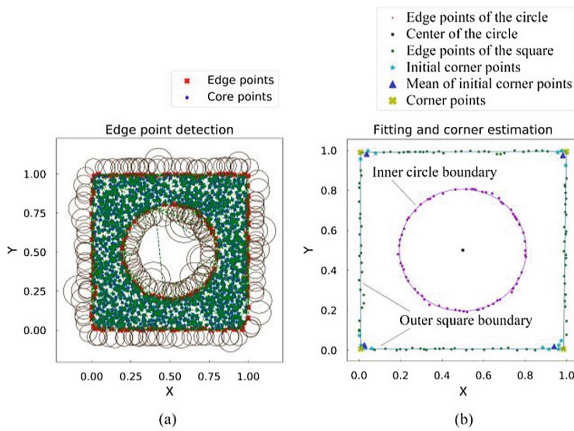 Edge points
Core points
Edge point detection
1.00
0.75
0.50
0.25
0.00
Y
0.00 0.25 0.50 0.75 1.00
X
(a)
Edge points of the circle
Center of the circle
Edge points of the square
Initial corner points
Mean of initial corner points
Corner points
Fitting and corner estimation
1.0
0.8
0.6
0.4
0.2
0.0
Y
Inner circle boundary
Outer square boundary
0.0 0.2 0.4 0.6 0.8 1.0
X
(b)